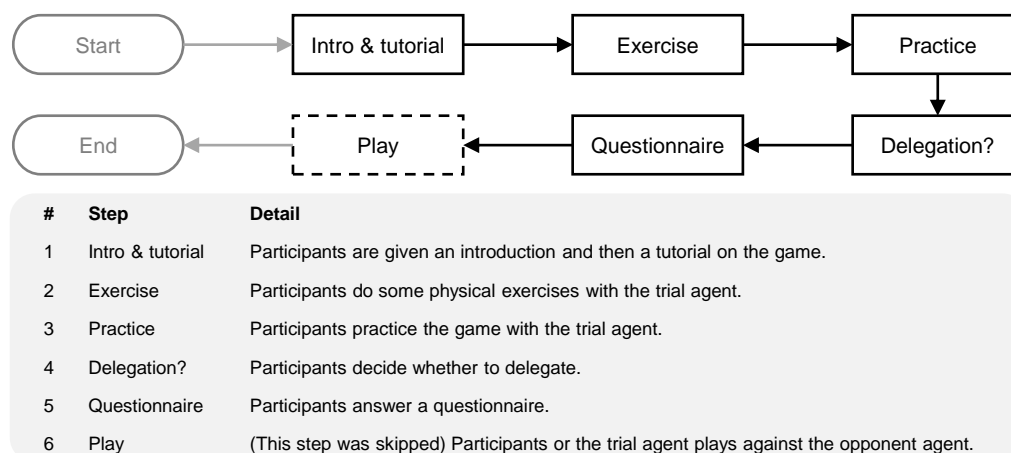 Start
Intro & tutorial
Exercise
Practice
End
Play
Questionnaire
Delegation?
# Step Detail
1 Intro & tutorial Participants are given an introduction and then a tutorial on the game.
2 Exercise Participants do some physical exercises with the trial agent.
3 Practice Participants practice the game with the trial agent.
4 Delegation? Participants decide whether to delegate.
5 Questionnaire Participants answer a questionnaire.
6 Play (This step was skipped) Participants or the trial agent plays against the opponent agent.